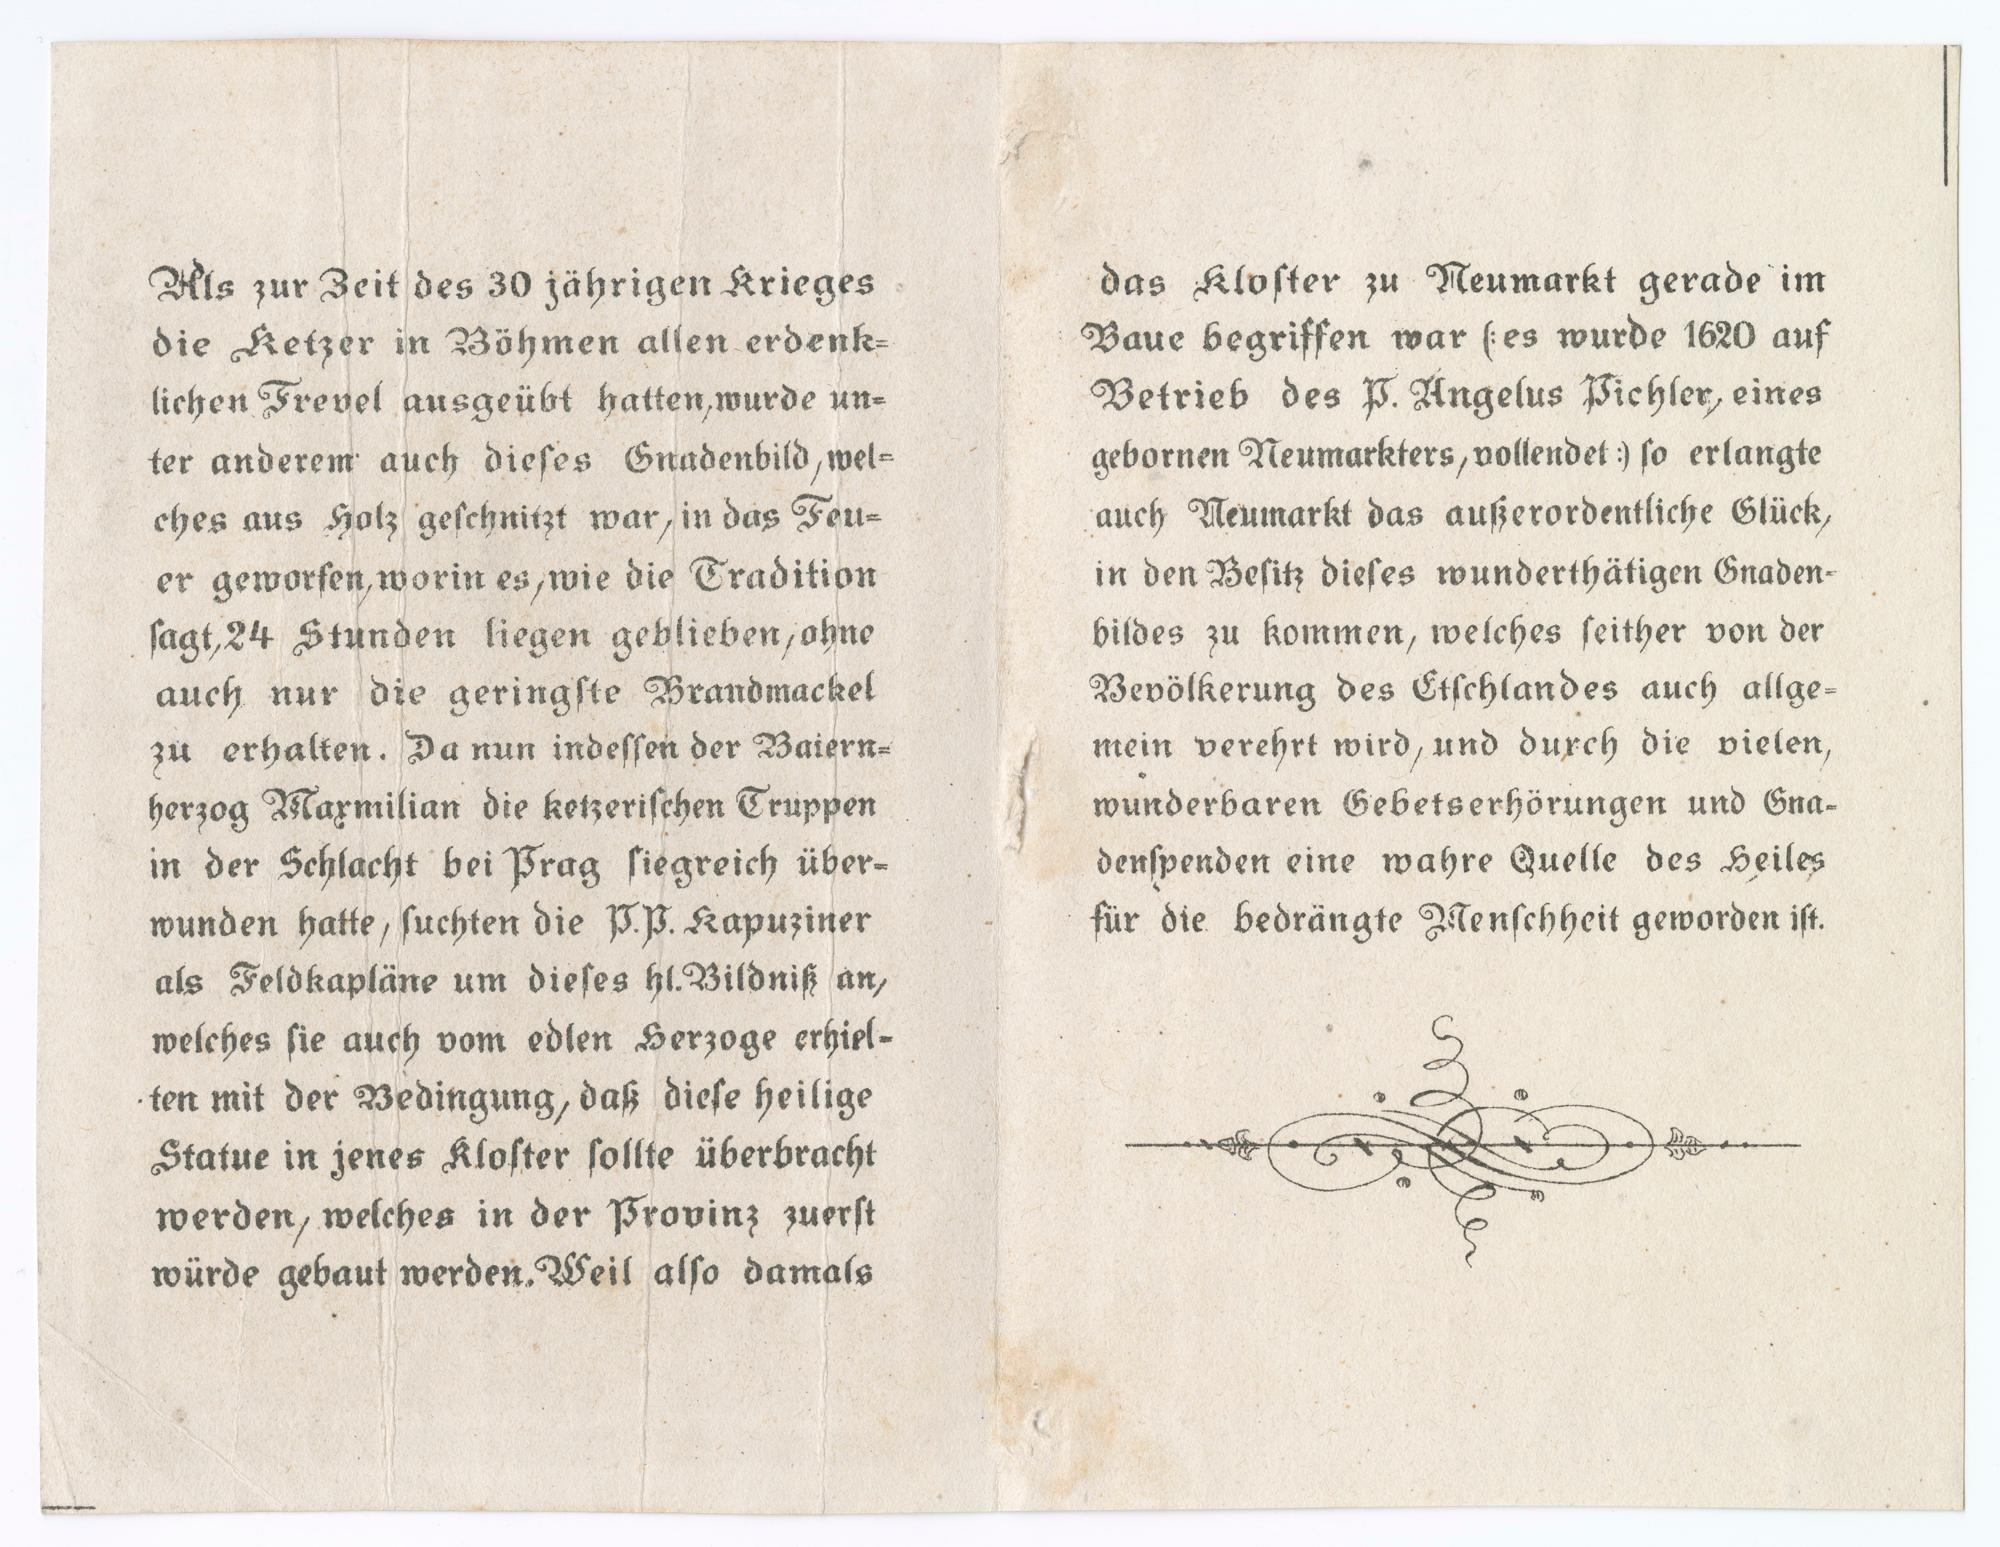 Als zur Zeit des 30 jährigen Krieges
die Ketzer in Böhmen allen erdenk=
lichen Frevel ausgeübt hatten, wurde un=
ter anderem auch dieſes Gnadenbild, wel=
ches aus Holz geſchnitzt war, in das Feu=
er geworfen, worin es, wie die Tradition
ſagt, 24 Stunden liegen geblieben, ohne
auch nur die geringſte Brandmackel
zu erhalten. Da nun indeſſen der Baiern=
herzog Maxmilian die ketzeriſchen Truppen
in der Schlacht bei Prag ſiegreich über=
wunden hatte, ſuchten die P.P. Kapuziner
als Feldkapläne um dieſes hl. Bildniß an,
welches ſie auch vom edlen Herzoge erhiel=
ten mit der Bedingung, daß dieſe heilige
Statue in jenes Kloſter ſollte überbracht
werden, welches in der Provinz zuerſt
würde gebaut werden. Weil alſo damals
das Kloſter zu Neumarkt gerade im
Baue begriffen war (: es wurde 1620 auf
Betrieb des P. Angelus Pichler, eines
gebornen Neumarkters, vollendet :) ſo erlangte
auch Neumarkt das außerordentliche Glück,
in den Beſitz dieſes wunderthätigen Gnaden=
bildes zu kommen, welches ſeither von der
Bevölkerung des Etſchlandes auch allge=
mein verehrt wird, und durch die vielen,
wunderbaren Gebetserhörungen und Gna=
denſpenden eine wahre Quelle des Heiles
für die bedrängte Menſchheit geworden iſt.